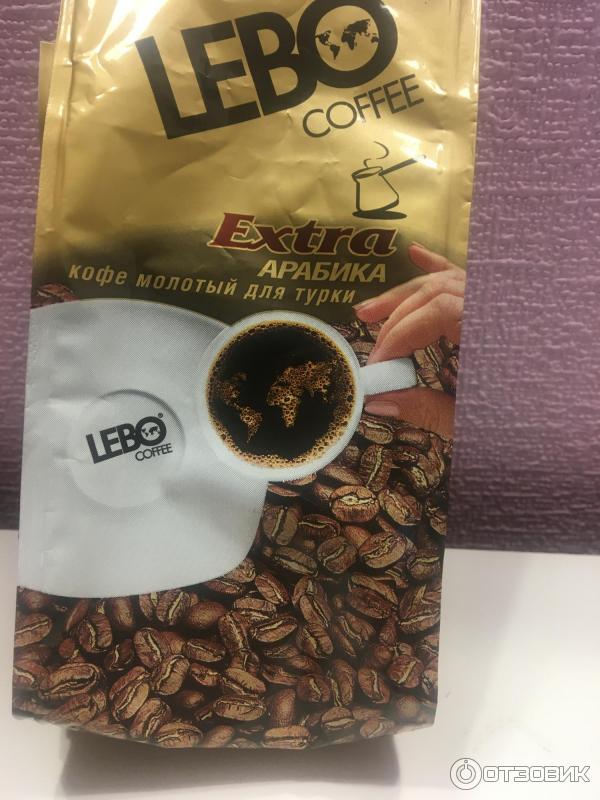 LEBO
COFFEE
Extra
АРАБИКА
кофе молотый для турки
LEBO®
COFFEE
ОТЗОВИК